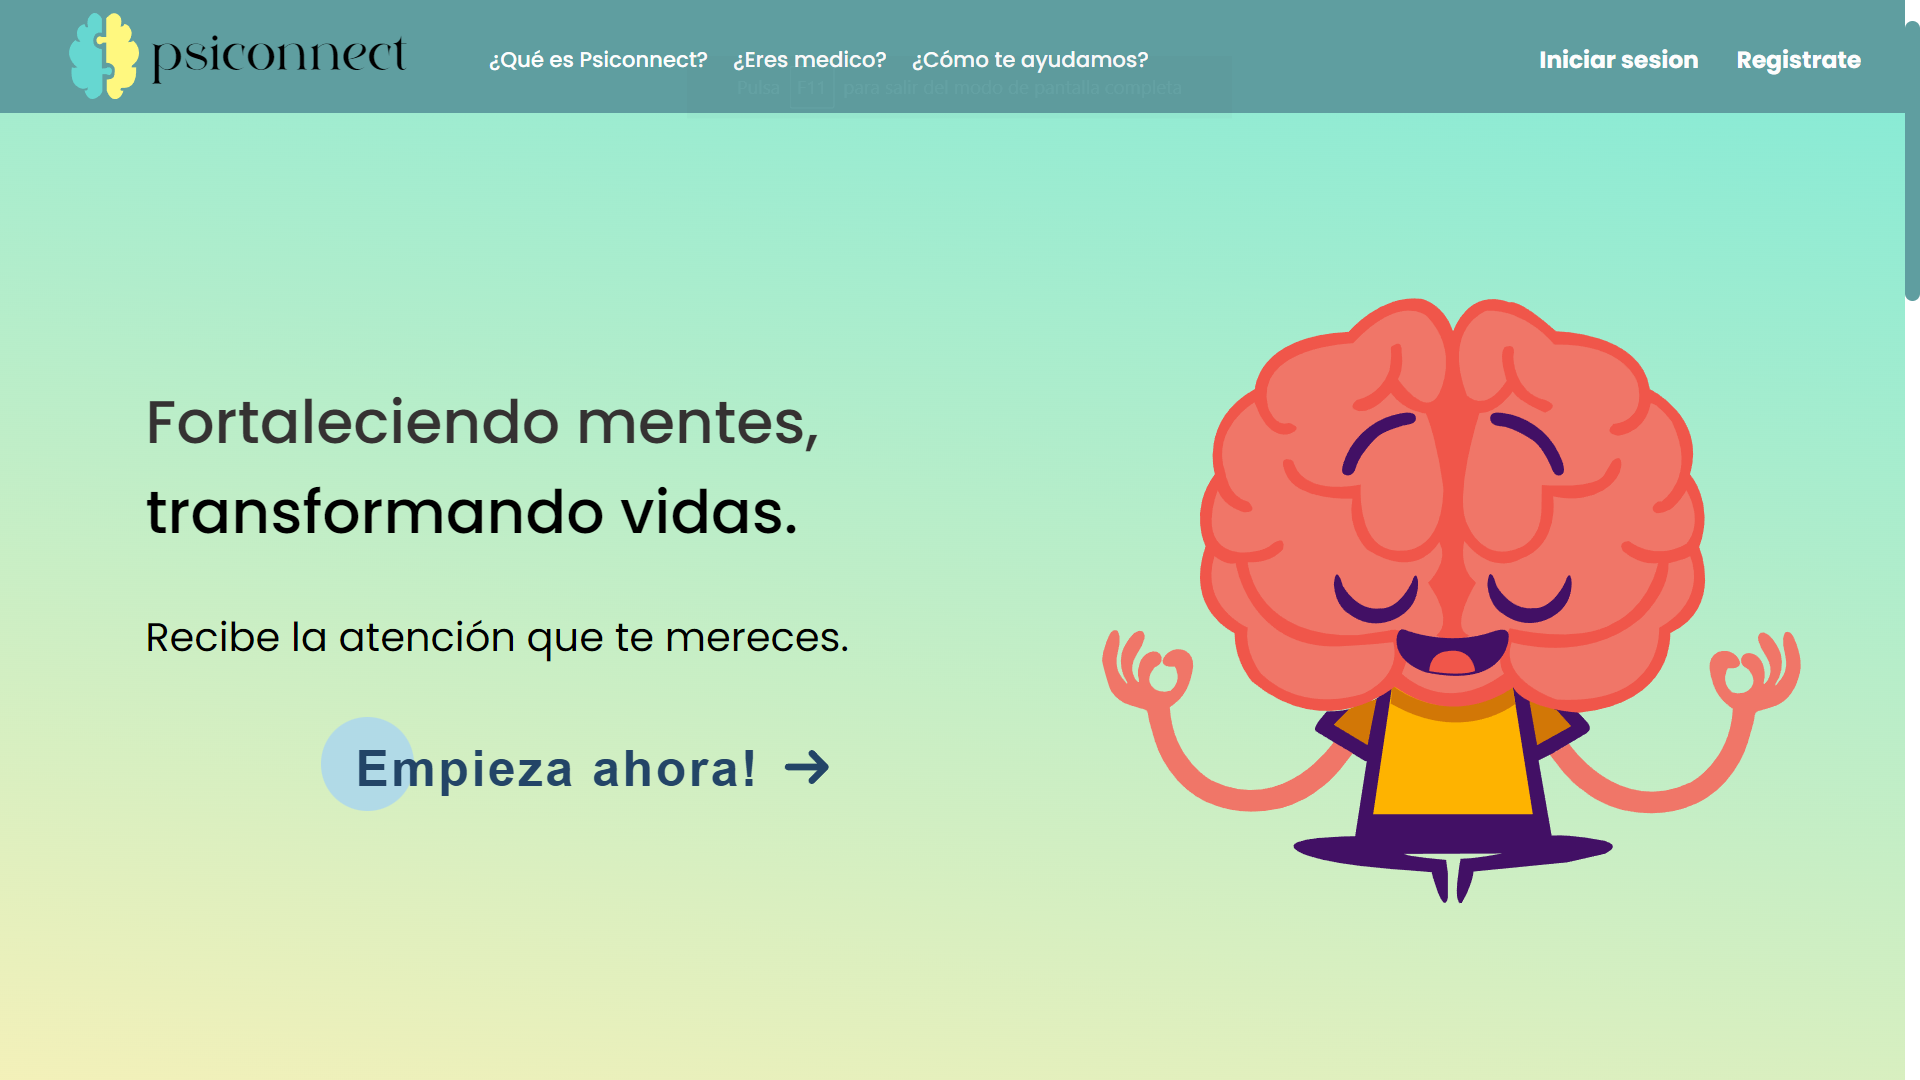 psiconnect
¿Qué es Psiconnect? ¿Eres medico? ¿Cómo te ayudamos?
Iniciar sesion Registrate
Pulsa F11 para salir del modo de pantalla completa
Fortaleciendo mentes,
transformando vidas.
Recibe la atención que te mereces.
Empieza ahora!